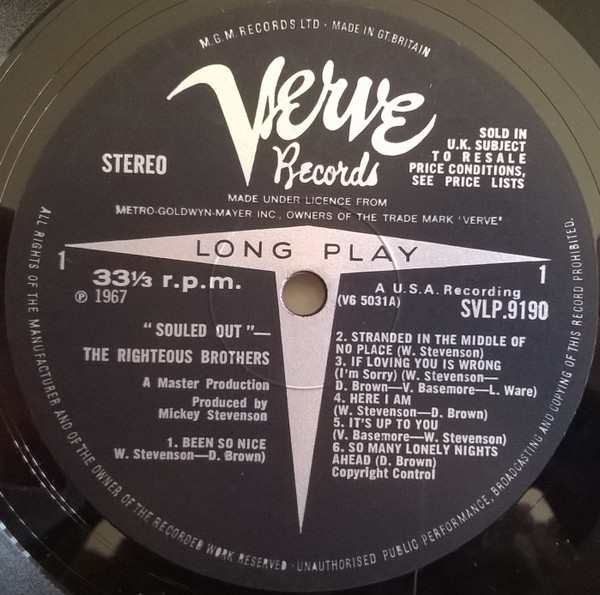 M.G.M. RECORDS LTD · MADE IN GT. BRITAIN
Verve
Records
STEREO
SOLD IN
U.K. SUBJECT
TO RESALE
PRICE CONDITIONS,
SEE PRICE LISTS
MADE UNDER LICENCE FROM
METRO-GOLDWYN-MAYER INC., OWNERS OF THE TRADE MARK 'VERVE'
LONG PLAY
1
1
33⅓ r.p.m.
Ⓟ 1967
A U.S.A. Recording
(V6 5031A)
SVLP.9190
"SOULED OUT"—
THE RIGHTEOUS BROTHERS
A Master Production
Produced by
Mickey Stevenson
1. BEEN SO NICE
W. Stevenson—D. Brown)
2. STRANDED IN THE MIDDLE OF
NO PLACE (W. Stevenson)
3. IF LOVING YOU IS WRONG
(I'm Sorry) (W. Stevenson—
D. Brown—V. Basemore—L. Ware)
4. HERE I AM
(W. Stevenson—D. Brown)
5. IT'S UP TO YOU
(V. Basemore—W. Stevenson)
6. SO MANY LONELY NIGHTS
AHEAD (D. Brown)
Copyright Control
ALL RIGHTS OF THE MANUFACTURER AND OF THE OWNER OF THE RECORDED WORK RESERVED · UNAUTHORISED PUBLIC PERFORMANCE, BROADCASTING AND COPYING OF THIS RECORD PROHIBITED.